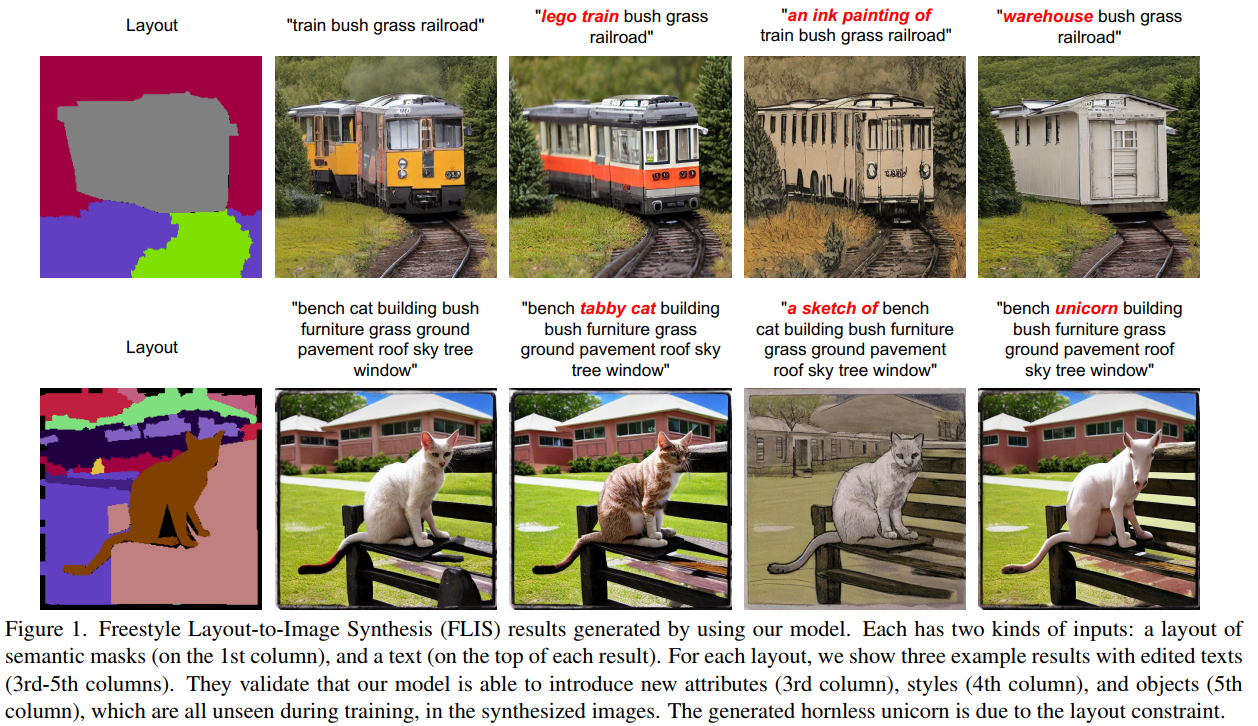 Layout
"train bush grass railroad"
"lego train bush grass
railroad"
"an ink painting of
train bush grass railroad"
"warehouse bush grass
railroad"
Layout
"bench cat building bush
furniture grass ground
pavement roof sky tree
window"
"bench tabby cat building
bush furniture grass
ground pavement roof sky
tree window"
"a sketch of bench
cat building bush furniture
grass ground pavement
roof sky tree window"
"bench unicorn building
bush furniture grass
ground pavement roof
sky tree window"
Figure 1. Freestyle Layout-to-Image Synthesis (FLIS) results generated by using our model. Each has two kinds of inputs: a layout of
semantic masks (on the 1st column), and a text (on the top of each result). For each layout, we show three example results with edited texts
(3rd-5th columns). They validate that our model is able to introduce new attributes (3rd column), styles (4th column), and objects (5th
column), which are all unseen during training, in the synthesized images. The generated hornless unicorn is due to the layout constraint.